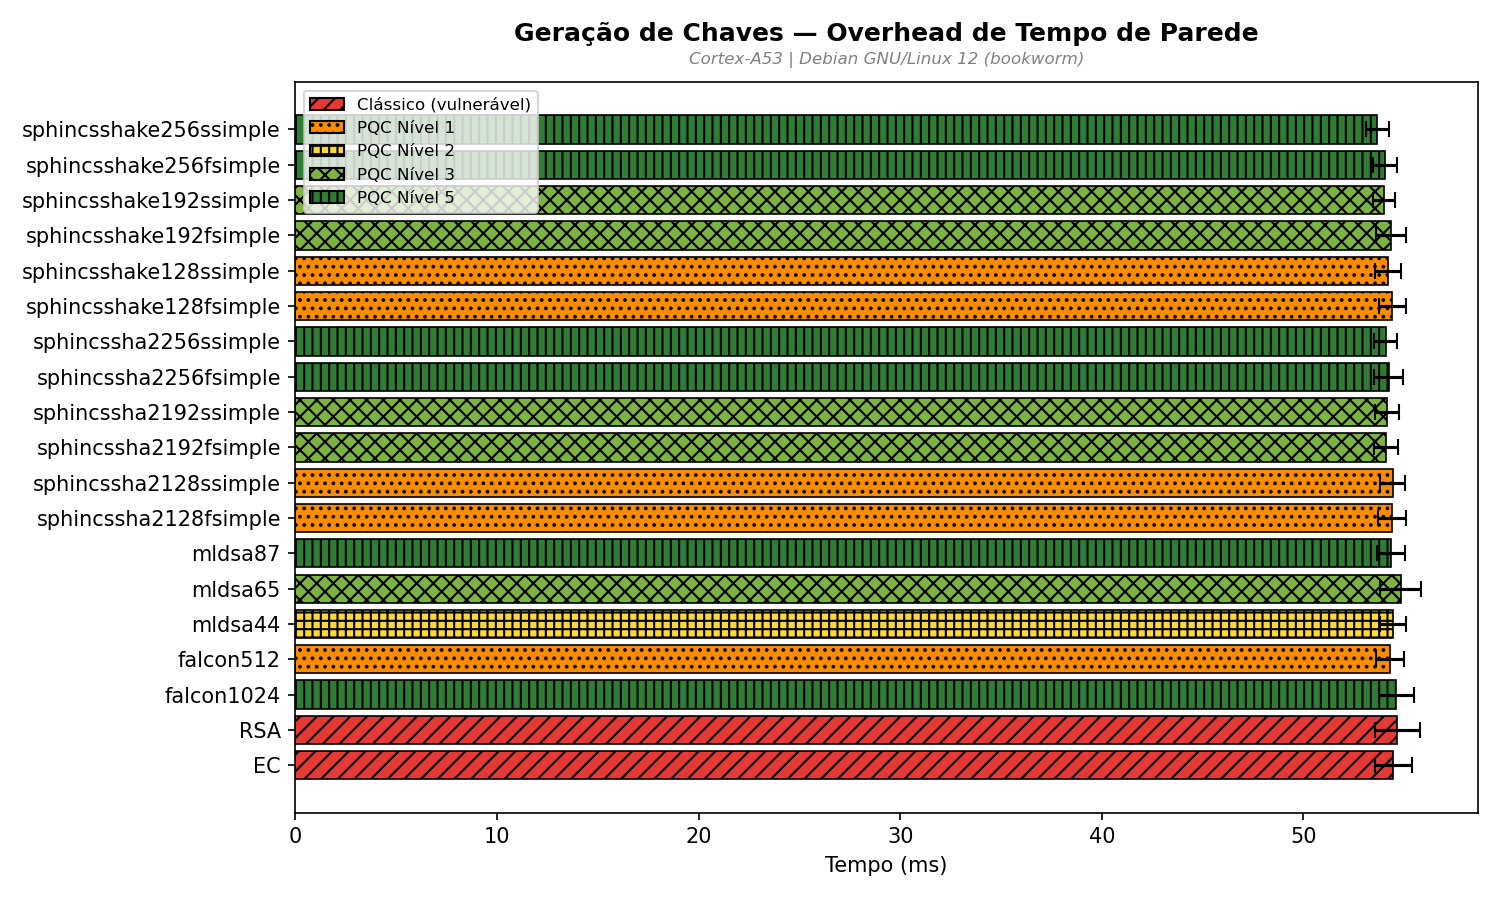 Geração de Chaves — Overhead de Tempo de Parede
Cortex-A53 | Debian GNU/Linux 12 (bookworm)
Clássico (vulnerável)
PQC Nível 1
PQC Nível 2
PQC Nível 3
PQC Nível 5
sphincsshake256ssimple
sphincsshake256fsimple
sphincsshake192ssimple
sphincsshake192fsimple
sphincsshake128ssimple
sphincsshake128fsimple
sphincssha2256ssimple
sphincssha2256fsimple
sphincssha2192ssimple
sphincssha2192fsimple
sphincssha2128ssimple
sphincssha2128fsimple
mldsa87
mldsa65
mldsa44
falcon512
falcon1024
RSA
EC
0 10 20 30 40 50
Tempo (ms)